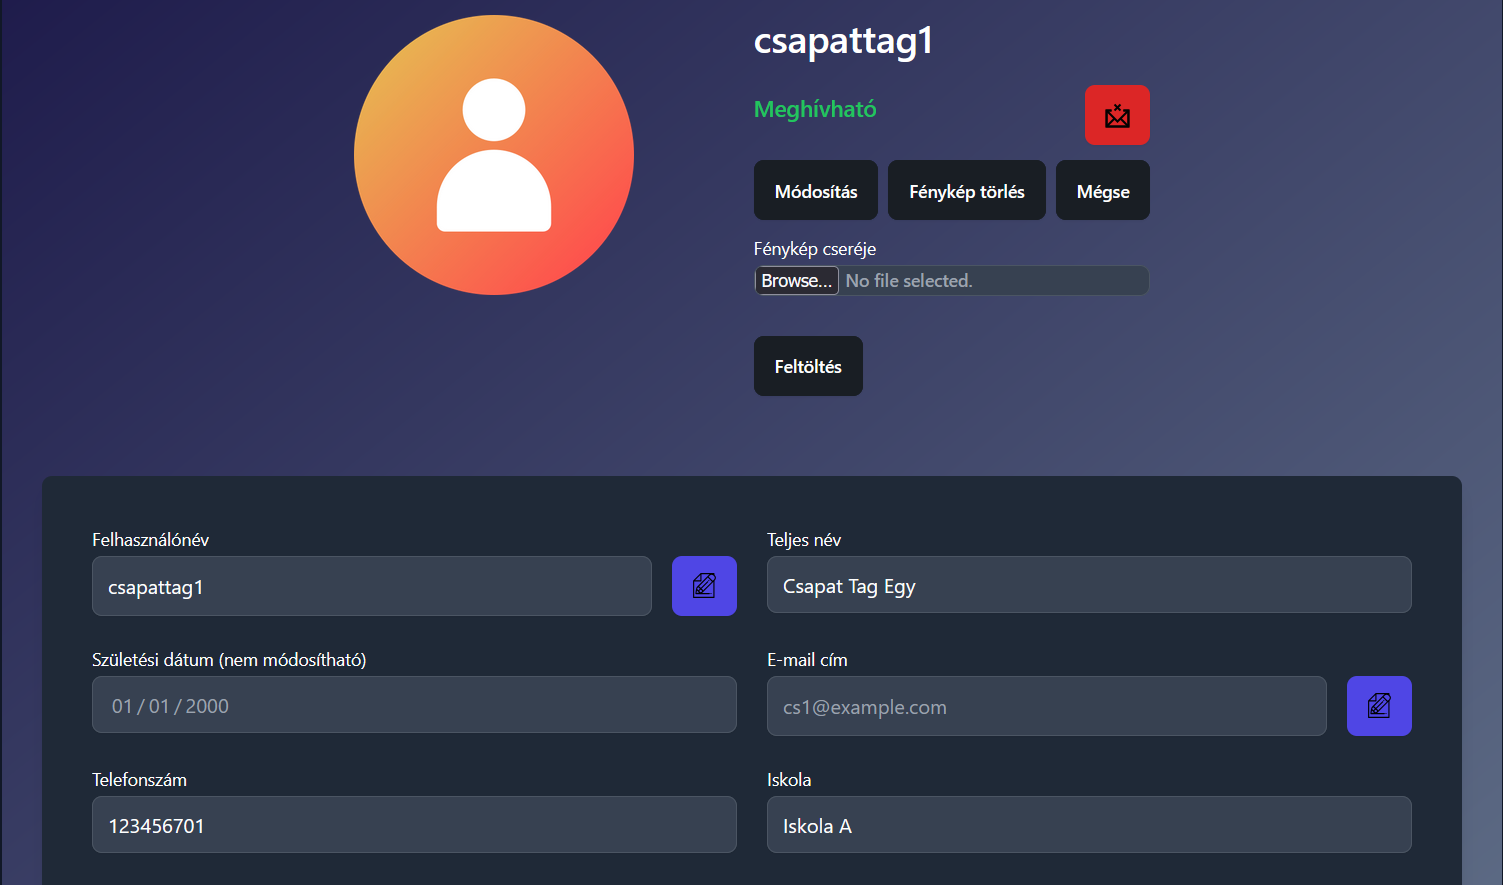 csapattag1
Meghívható
Módosítás Fénykép törlés Mégse
Fénykép cseréje
Browse... No file selected.
Feltöltés
Felhasználónév
csapattag1
Teljes név
Csapat Tag Egy
Születési dátum (nem módosítható)
01 / 01 / 2000
E-mail cím
cs1@example.com
Telefonszám
123456701
Iskola
Iskola A